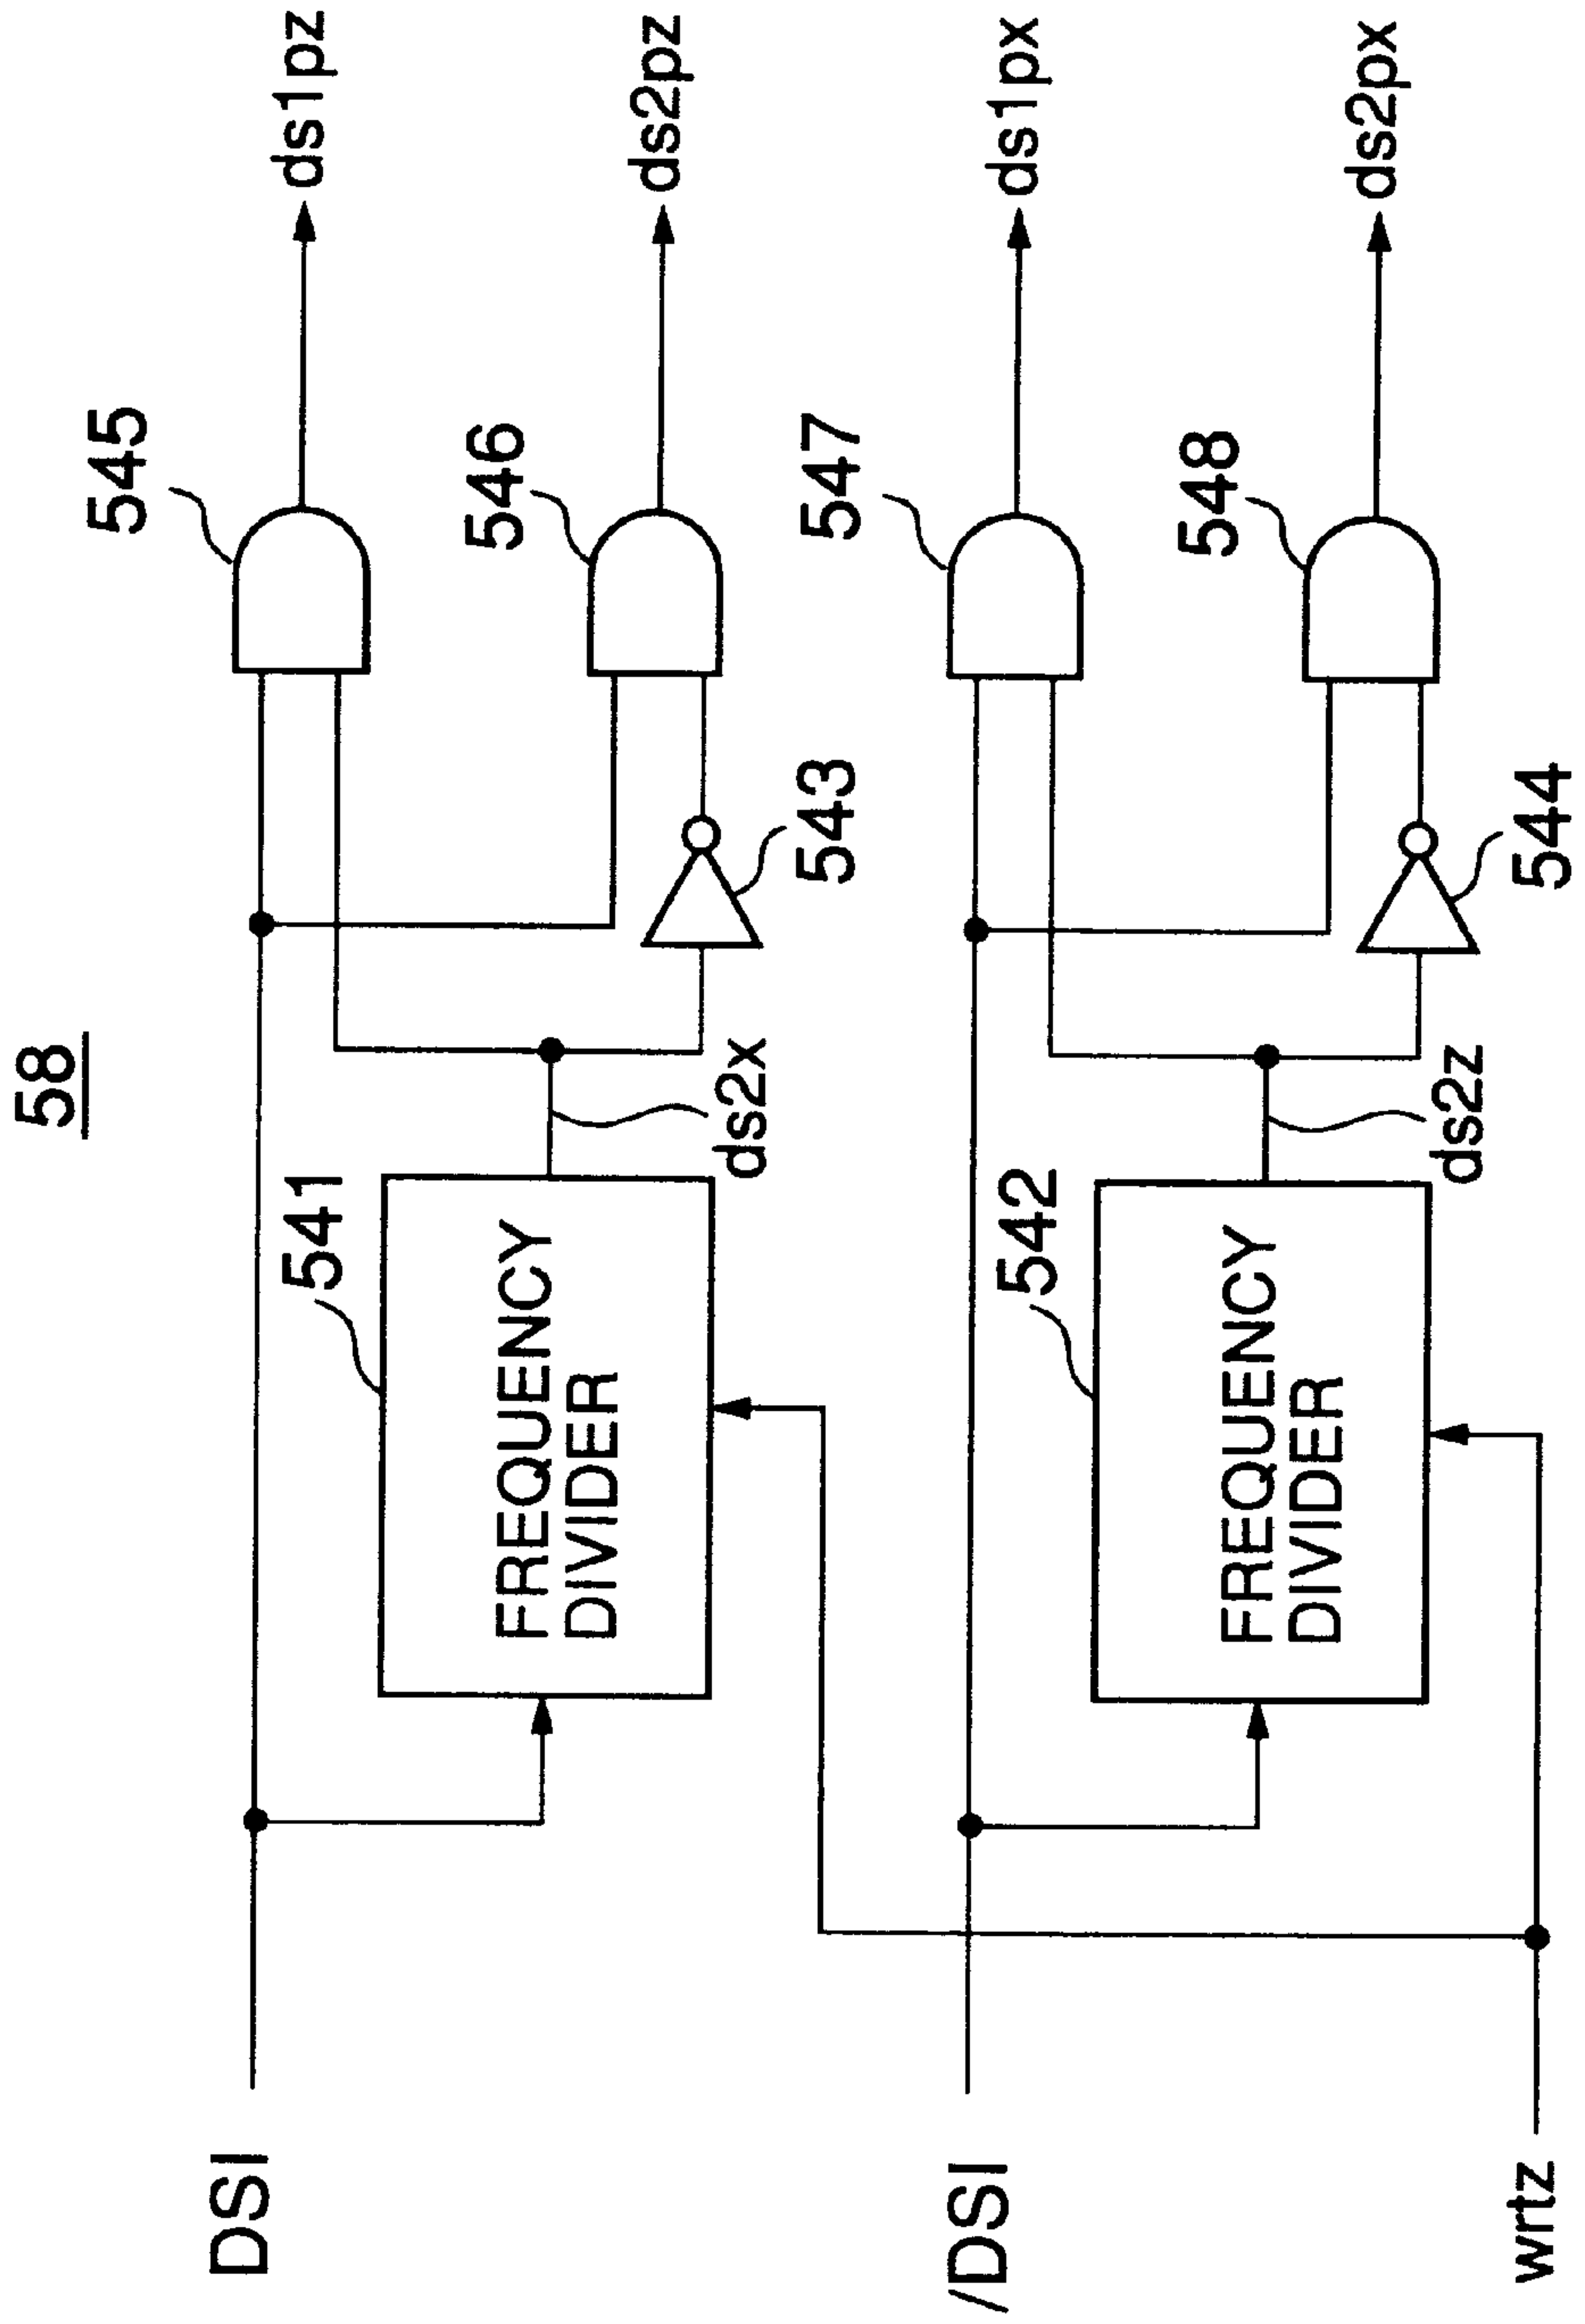 58
DSI
541
FREQUENCY
DIVIDER
ds2x
543
545
ds1pz
546
ds2pz
/DSI
542
FREQUENCY
DIVIDER
ds2z
544
547
ds1px
548
ds2px
wrtz